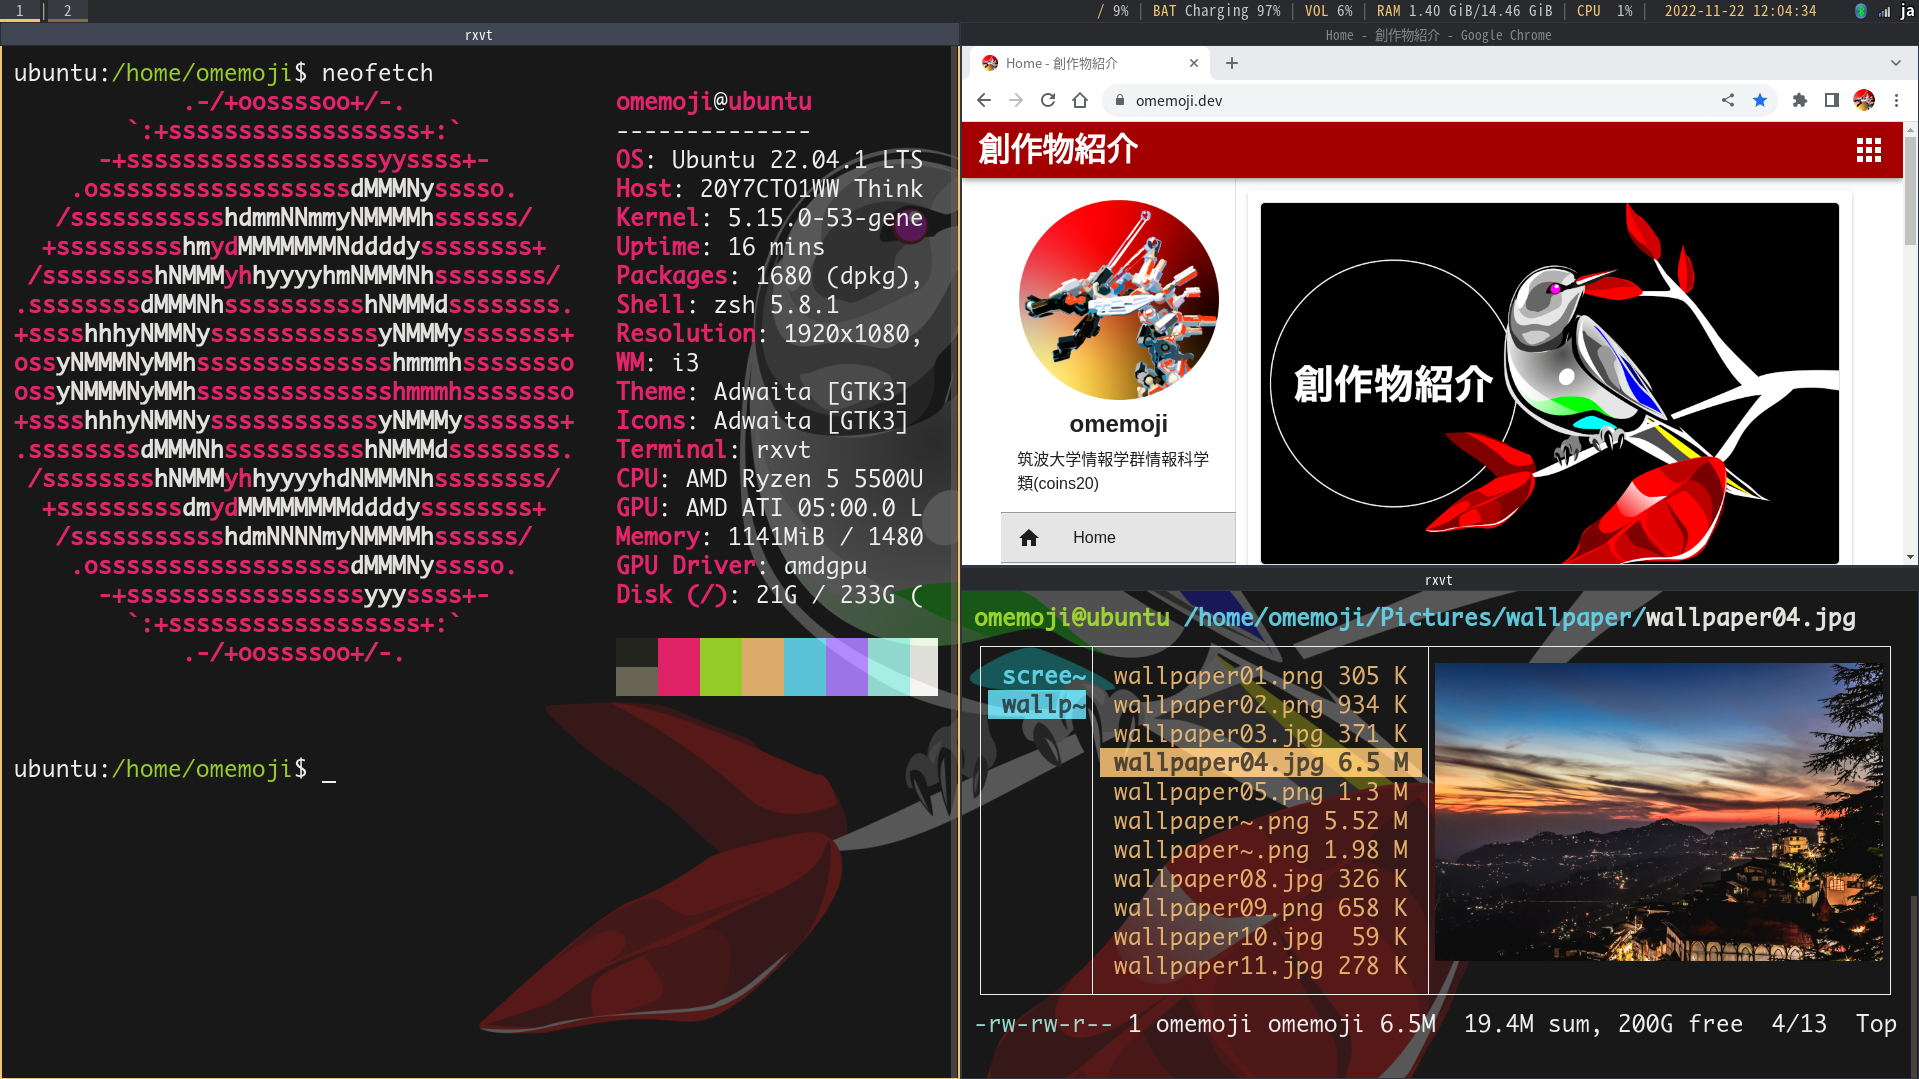 1 | 2
/ 9% | BAT Charging 97% | VOL 6% | RAM 1.40 GiB/14.46 GiB | CPU 1% | 2022-11-22 12:04:34 ja
rxvt
ubuntu:/home/omemoji$ neofetch
.-/+oossssoo+/-.
`:+ssssssssssssssssss+:`
-+ssssssssssssssssssyyssss+-
.ossssssssssssssssssdMMMNysssso.
/ssssssssssshdmmNNmmyNMMMMhssssss/
+ssssssssshmydMMMMMMMNddddyssssssss+
/sssssssshNMMMyhhyyyyhmNMMMNhssssssss/
.ssssssssdMMMNhsssssssssshNMMMdssssssss.
+sssshhhyNMMNyssssssssssssyNMMMysssssss+
ossyNMMMNyMMhsssssssssssssshmmmhssssssso
ossyNMMMNyMMhsssssssssssssshmmmhssssssso
+sssshhhyNMMNyssssssssssssyNMMMysssssss+
.ssssssssdMMMNhsssssssssshNMMMdssssssss.
/sssssssshNMMMyhhyyyyhdNMMMNhssssssss/
+sssssssssdmydMMMMMMMMddddyssssssss+
/ssssssssssshdmNNNNmyNMMMMhssssss/
.ossssssssssssssssssdMMMNysssso.
-+sssssssssssssssssyyyssss+-
`:+ssssssssssssssssss+:`
.-/+oossssoo+/-.
omemoji@ubuntu
--------------
OS: Ubuntu 22.04.1 LTS
Host: 20Y7CTO1WW Think
Kernel: 5.15.0-53-gene
Uptime: 16 mins
Packages: 1680 (dpkg),
Shell: zsh 5.8.1
Resolution: 1920x1080,
WM: i3
Theme: Adwaita [GTK3]
Icons: Adwaita [GTK3]
Terminal: rxvt
CPU: AMD Ryzen 5 5500U
GPU: AMD ATI 05:00.0 L
Memory: 1141MiB / 1480
GPU Driver: amdgpu
Disk (/): 21G / 233G (
ubuntu:/home/omemoji$ _
Home - 創作物紹介 - Google Chrome
Home - 創作物紹介
omemoji.dev
創作物紹介
omemoji
筑波大学情報学群情報科学
類(coins20)
Home
創作物紹介
rxvt
omemoji@ubuntu /home/omemoji/Pictures/wallpaper/wallpaper04.jpg
scree~
wallp~
wallpaper01.png 305 K
wallpaper02.png 934 K
wallpaper03.jpg 371 K
wallpaper04.jpg 6.5 M
wallpaper05.png 1.3 M
wallpaper~.png 5.52 M
wallpaper~.png 1.98 M
wallpaper08.jpg 326 K
wallpaper09.png 658 K
wallpaper10.jpg 59 K
wallpaper11.jpg 278 K
-rw-rw-r-- 1 omemoji omemoji 6.5M 19.4M sum, 200G free 4/13 Top